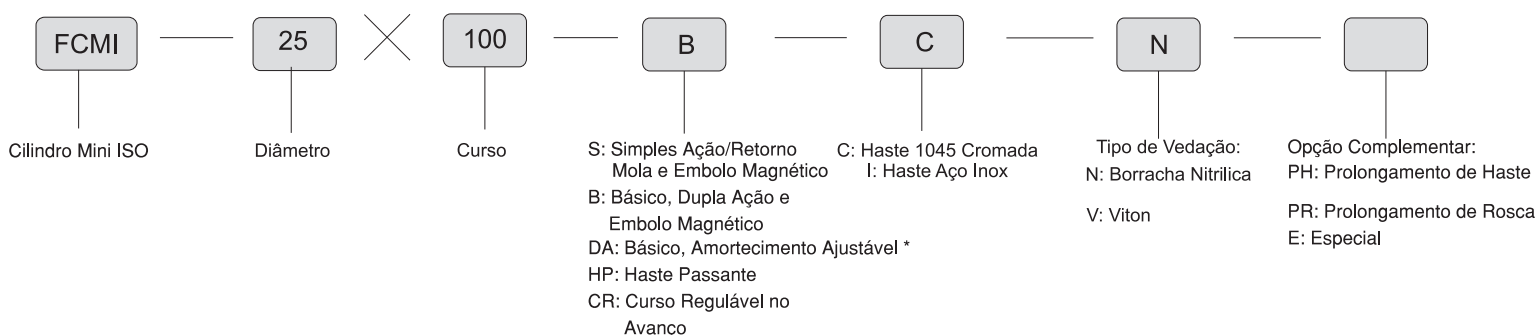 FCMI
25
100
B
C
N
Cilindro Mini ISO
Diâmetro
Curso
S: Simples Ação/Retorno
Mola e Embolo Magnético
B: Básico, Dupla Ação e
Embolo Magnético
DA: Básico, Amortecimento Ajustável *
HP: Haste Passante
CR: Curso Regulável no
Avanco
C: Haste 1045 Cromada
I: Haste Aço Inox
Tipo de Vedação:
N: Borracha Nitrilica
V: Viton
Opção Complementar:
PH: Prolongamento de Haste
PR: Prolongamento de Rosca
E: Especial